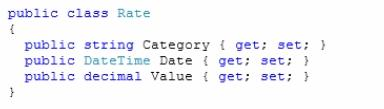 public class Rate
{
  public string Category { get; set; }
  public DateTime Date { get; set; }
  public decimal Value { get; set; }
}